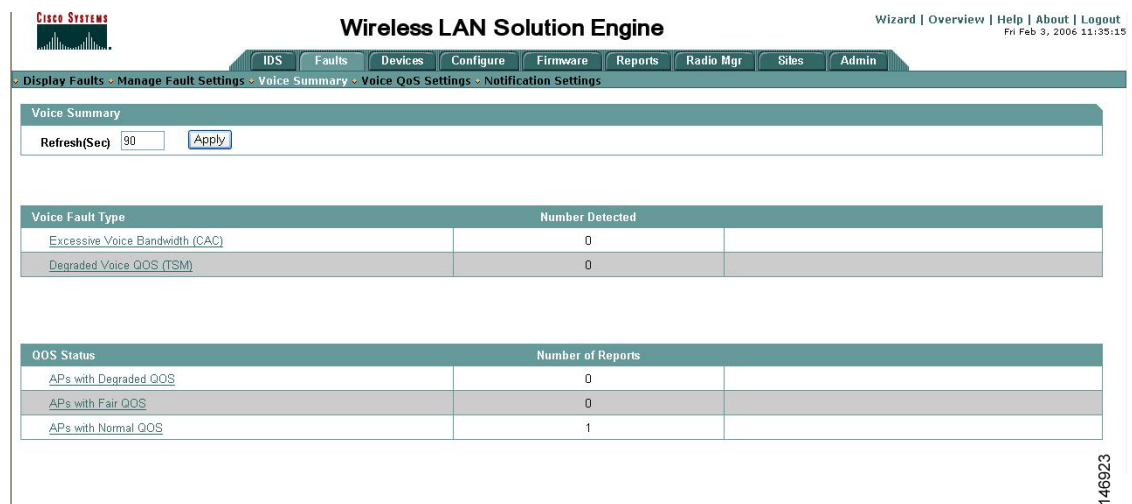 CISCO SYSTEMS
Wireless LAN Solution Engine
Wizard | Overview | Help | About | Logout
Fri Feb 3, 2006 11:35:15
IDS Faults Devices Configure Firmware Reports Radio Mgr Sites Admin
Display Faults Manage Fault Settings Voice Summary Voice QoS Settings Notification Settings
Voice Summary
Refresh(Sec) 90 Apply
Voice Fault Type Number Detected
Excessive Voice Bandwidth (CAC) 0
Degraded Voice QOS (TSM) 0
QOS Status Number of Reports
APs with Degraded QOS 0
APs with Fair QOS 0
APs with Normal QOS 1
146923